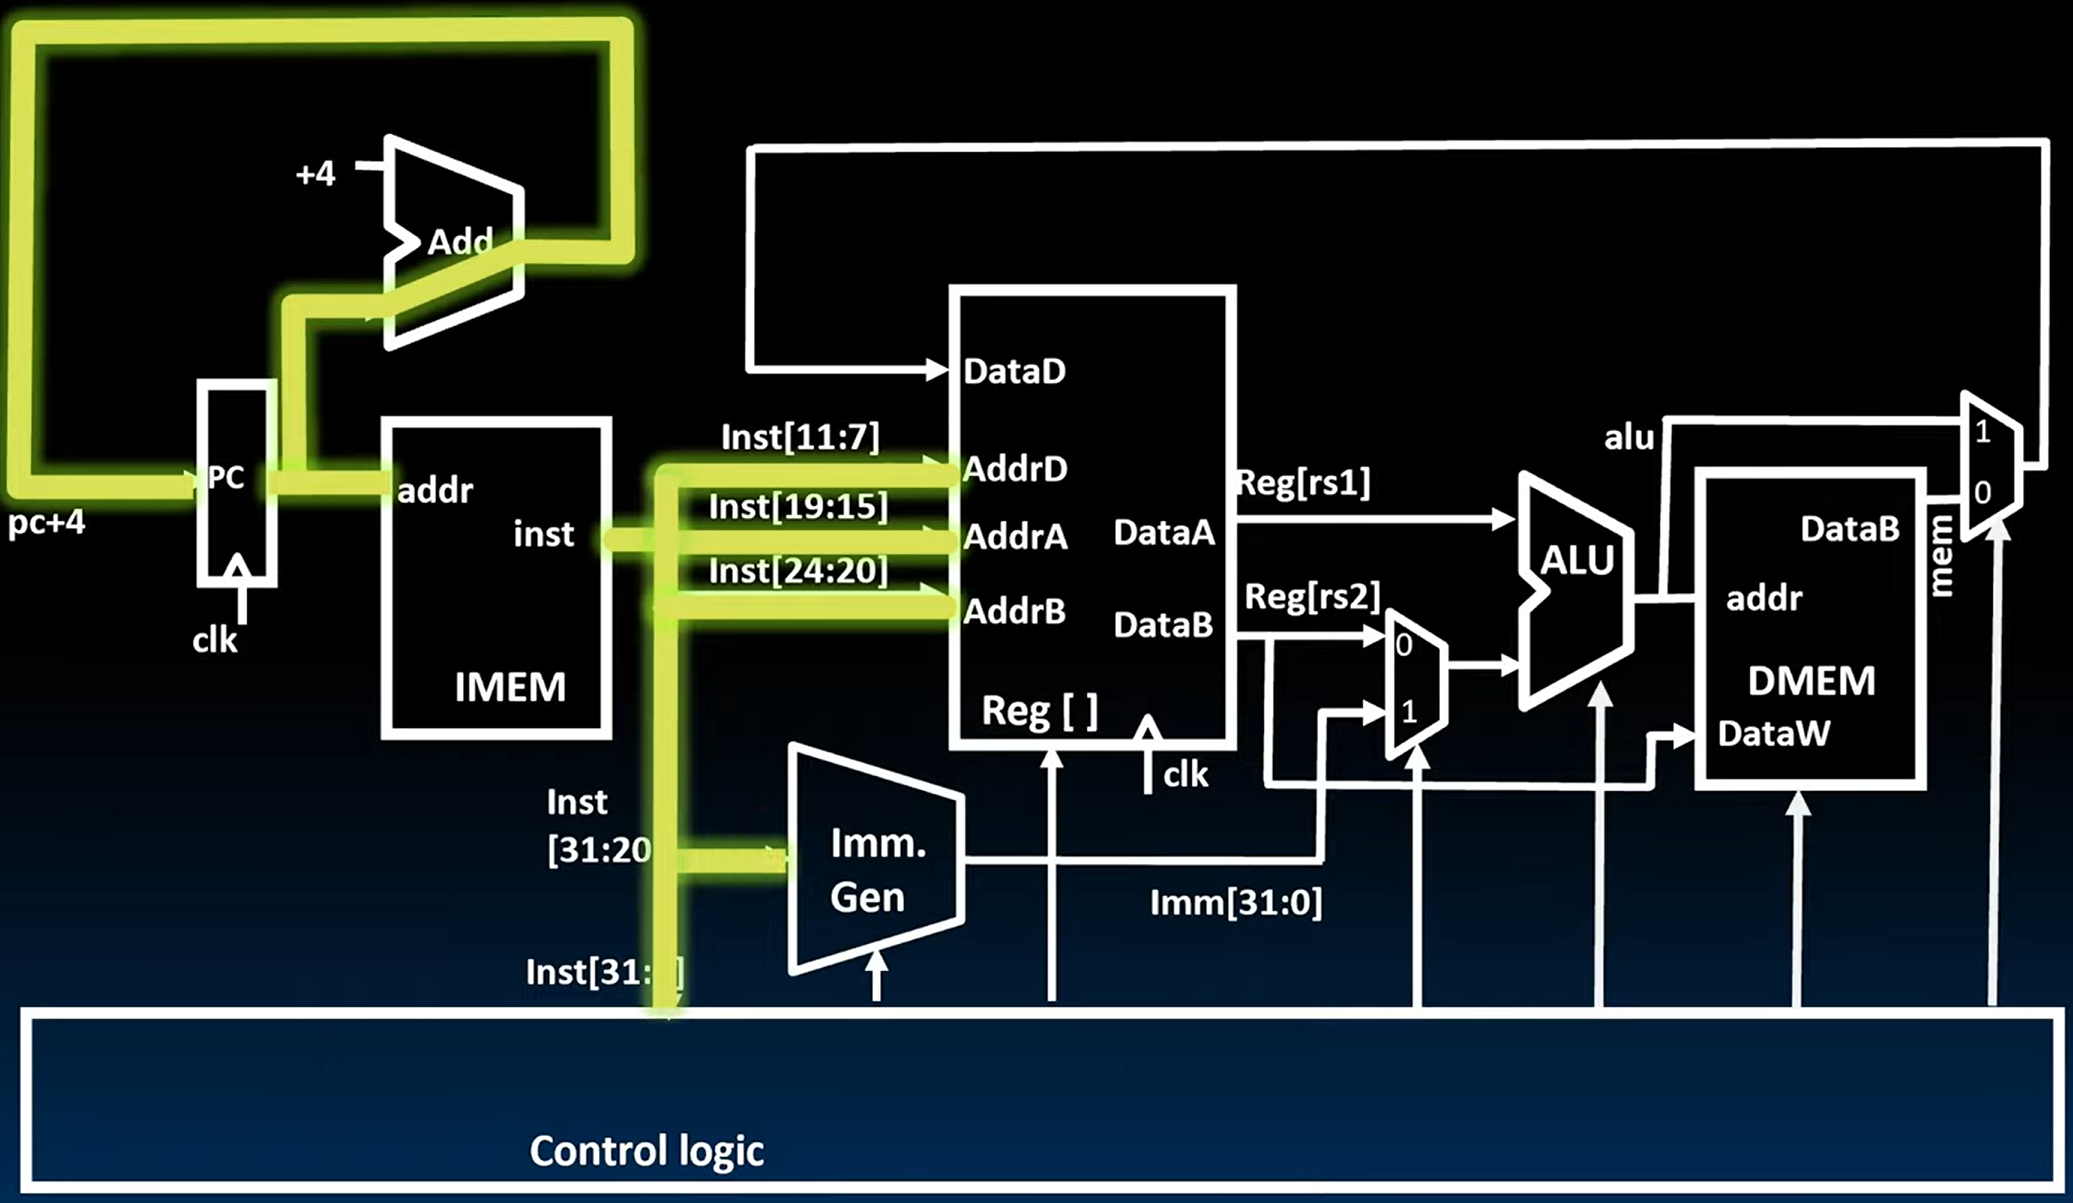 +4
Add
pc+4
PC
clk
addr
inst
IMEM
Inst[11:7]
Inst[19:15]
Inst[24:20]
Inst
[31:20
Inst[31:
DataD
AddrD
AddrA
AddrB
DataA
DataB
Reg [ ]
clk
Imm.
Gen
Imm[31:0]
Reg[rs1]
Reg[rs2]
0
1
ALU
alu
DataB
addr
DMEM
DataW
mem
1
0
Control logic